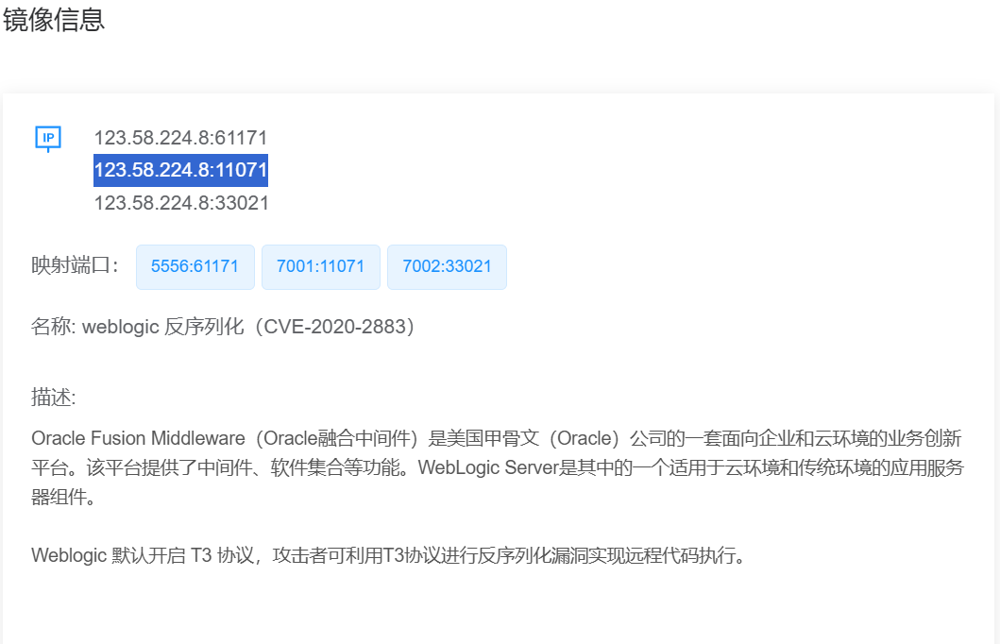 镜像信息
IP
123.58.224.8:61171
123.58.224.8:11071
123.58.224.8:33021
映射端口： 5556:61171 7001:11071 7002:33021
名称: weblogic 反序列化（CVE-2020-2883）
描述:
Oracle Fusion Middleware（Oracle融合中间件）是美国甲骨文（Oracle）公司的一套面向企业和云环境的业务创新
平台。该平台提供了中间件、软件集合等功能。WebLogic Server是其中的一个适用于云环境和传统环境的应用服务
器组件。
Weblogic 默认开启 T3 协议，攻击者可利用T3协议进行反序列化漏洞实现远程代码执行。